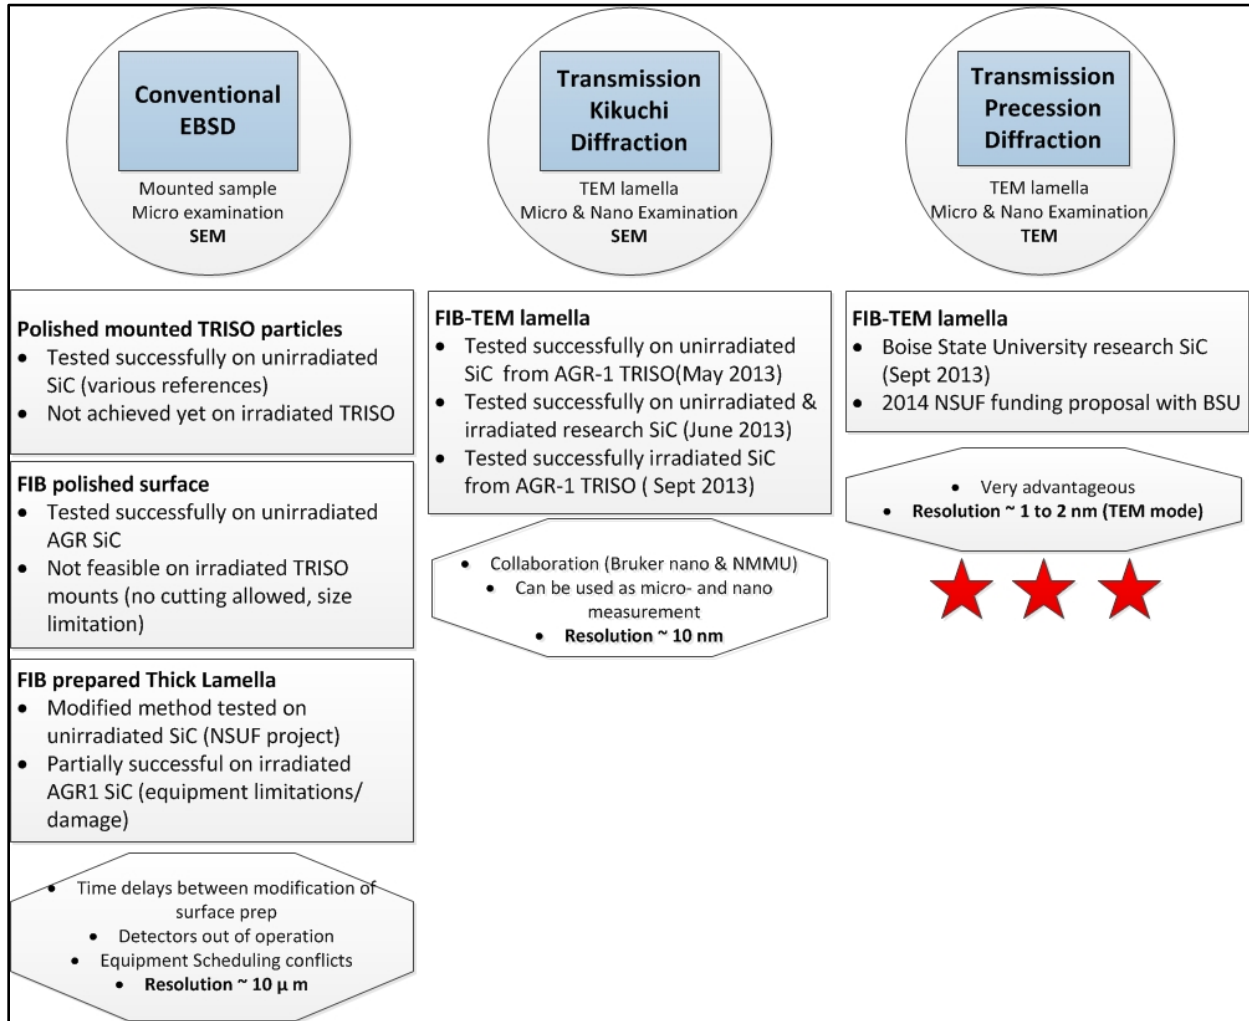 Conventional
EBSD
Mounted sample
Micro examination
SEM
Polished mounted TRISO particles
• Tested successfully on unirradiated
SiC (various references)
• Not achieved yet on irradiated TRISO
FIB polished surface
• Tested successfully on unirradiated
AGR SiC
• Not feasible on irradiated TRISO
mounts (no cutting allowed, size
limitation)
FIB prepared Thick Lamella
• Modified method tested on
unirradiated SiC (NSUF project)
• Partially successful on irradiated
AGR1 SiC (equipment limitations/
damage)
• Time delays between modification of
surface prep
• Detectors out of operation
• Equipment Scheduling conflicts
• Resolution ~ 10 μ m
Transmission
Kikuchi
Diffraction
TEM lamella
Micro & Nano Examination
SEM
FIB-TEM lamella
• Tested successfully on unirradiated
SiC from AGR-1 TRISO(May 2013)
• Tested successfully on unirradiated &
irradiated research SiC (June 2013)
• Tested successfully irradiated SiC
from AGR-1 TRISO ( Sept 2013)
• Collaboration (Bruker nano & NMMU)
• Can be used as micro- and nano
measurement
• Resolution ~ 10 nm
Transmission
Precession
Diffraction
TEM lamella
Micro & Nano Examination
TEM
FIB-TEM lamella
• Boise State University research SiC
(Sept 2013)
• 2014 NSUF funding proposal with BSU
• Very advantageous
• Resolution ~ 1 to 2 nm (TEM mode)